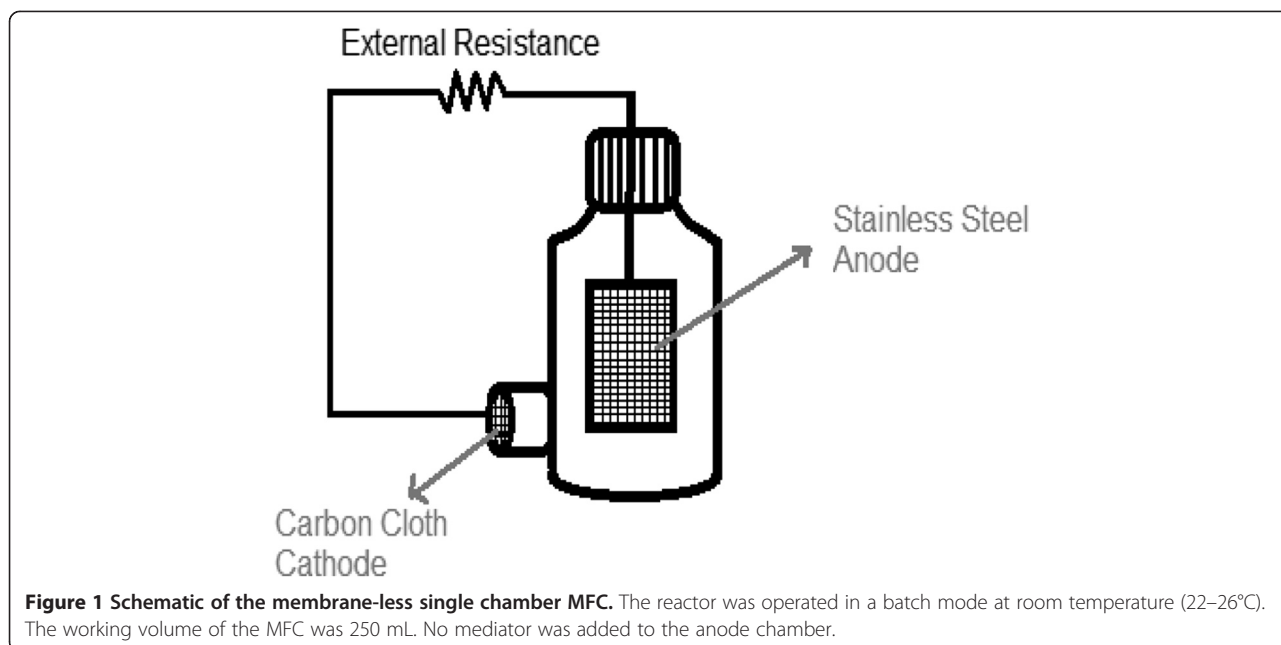 External Resistance
Stainless Steel
Anode
Carbon Cloth
Cathode
Figure 1 Schematic of the membrane-less single chamber MFC. The reactor was operated in a batch mode at room temperature (22–26°C).
The working volume of the MFC was 250 mL. No mediator was added to the anode chamber.